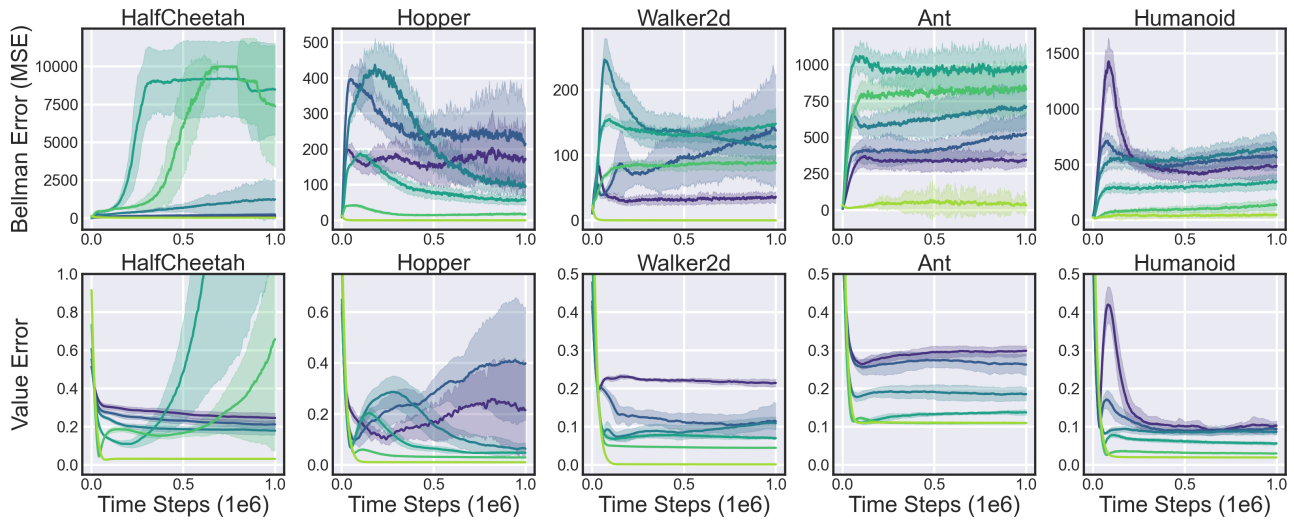 HalfCheetah Hopper Walker2d Ant Humanoid
Bellman Error (MSE)
10000 7500 5000 2500 0
500 400 300 200 100 0
200 100 0
1000 750 500 250 0
1500 1000 500 0
0.0 0.5 1.0 0.0 0.5 1.0 0.0 0.5 1.0 0.0 0.5 1.0 0.0 0.5 1.0
HalfCheetah Hopper Walker2d Ant Humanoid
Value Error
1.0 0.8 0.6 0.4 0.2 0.0
0.6 0.4 0.2 0.0
0.5 0.4 0.3 0.2 0.1 0.0
0.5 0.4 0.3 0.2 0.1 0.0
0.5 0.4 0.3 0.2 0.1 0.0
0.0 0.5 1.0 0.0 0.5 1.0 0.0 0.5 1.0 0.0 0.5 1.0 0.0 0.5 1.0
Time Steps (1e6) Time Steps (1e6) Time Steps (1e6) Time Steps (1e6) Time Steps (1e6)